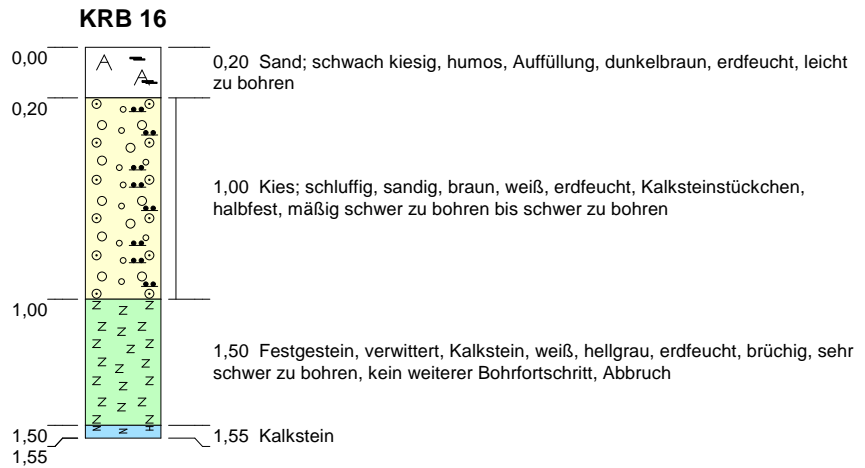 KRB 16
0,00
0,20 Sand; schwach kiesig, humos, Auffüllung, dunkelbraun, erdfeucht, leicht
zu bohren
0,20
1,00 Kies; schluffig, sandig, braun, weiß, erdfeucht, Kalksteinstückchen,
halbfest, mäßig schwer zu bohren bis schwer zu bohren
1,00
1,50 Festgestein, verwittert, Kalkstein, weiß, hellgrau, erdfeucht, brüchig, sehr
schwer zu bohren, kein weiterer Bohrfortschritt, Abbruch
1,50
1,55 Kalkstein
1,55